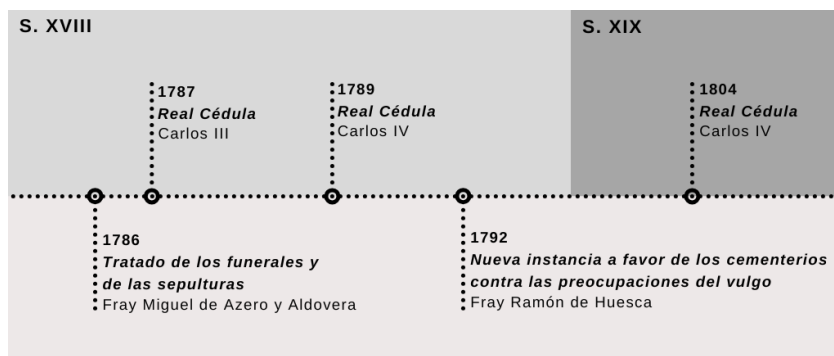 S. XVIII
S. XIX
1787
Real Cédula
Carlos III
1789
Real Cédula
Carlos IV
1804
Real Cédula
Carlos IV
1786
Tratado de los funerales y
de las sepulturas
Fray Miguel de Azero y Aldovera
1792
Nueva instancia a favor de los cementerios
contra las preocupaciones del vulgo
Fray Ramón de Huesca